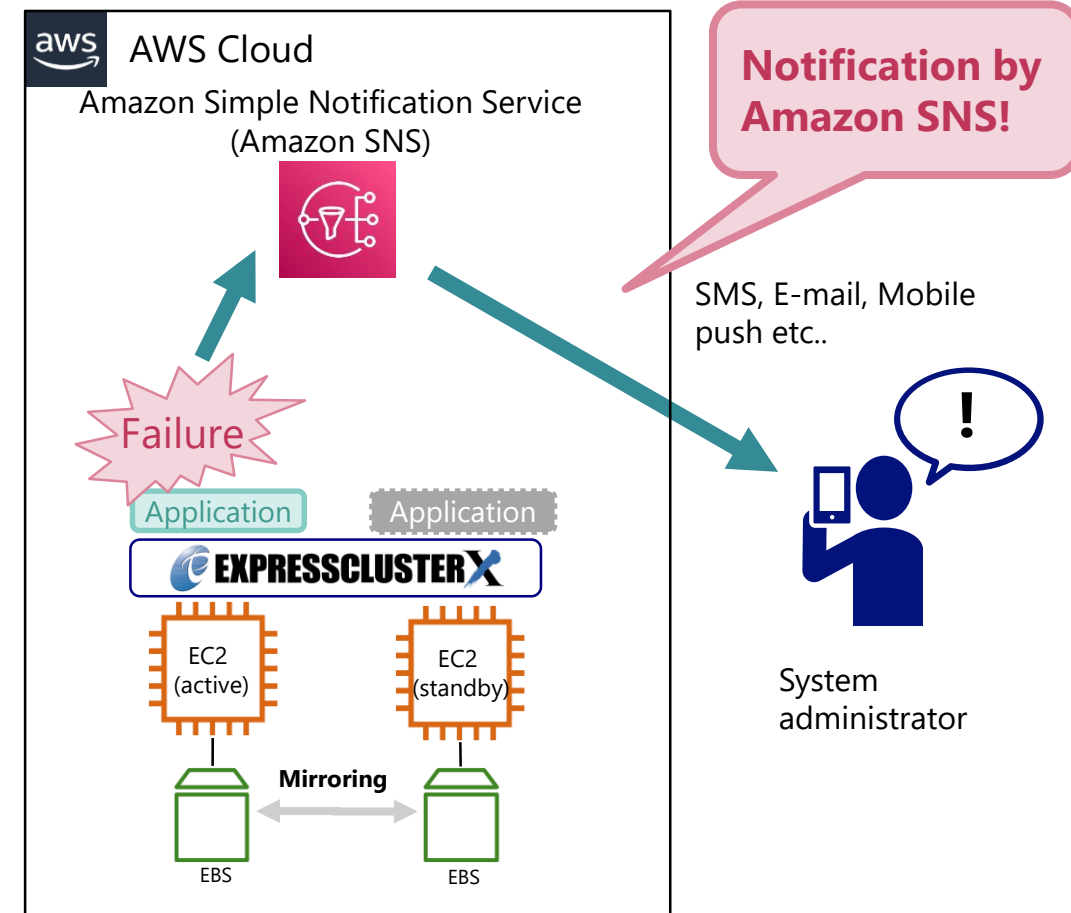 aws
AWS Cloud
Amazon Simple Notification Service
(Amazon SNS)
Notification by
Amazon SNS!
SMS, E-mail, Mobile
push etc..
!
Failure
Application
Application
EXPRESSCLUSTER X
EC2
(active)
EC2
(standby)
System
administrator
Mirroring
EBS
EBS